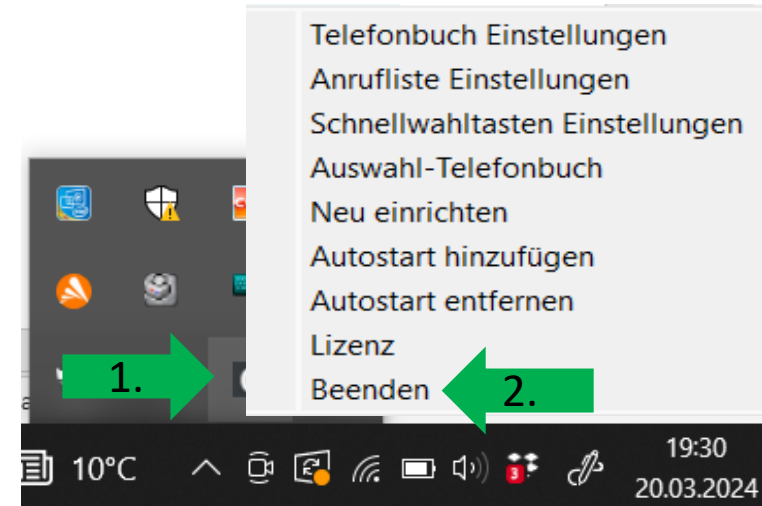 Telefonbuch Einstellungen
Anrufliste Einstellungen
Schnellwahltasten Einstellungen
Auswahl-Telefonbuch
Neu einrichten
Autostart hinzufügen
Autostart entfernen
Lizenz
Beenden
1.
2.
10°C
3
19:30
20.03.2024